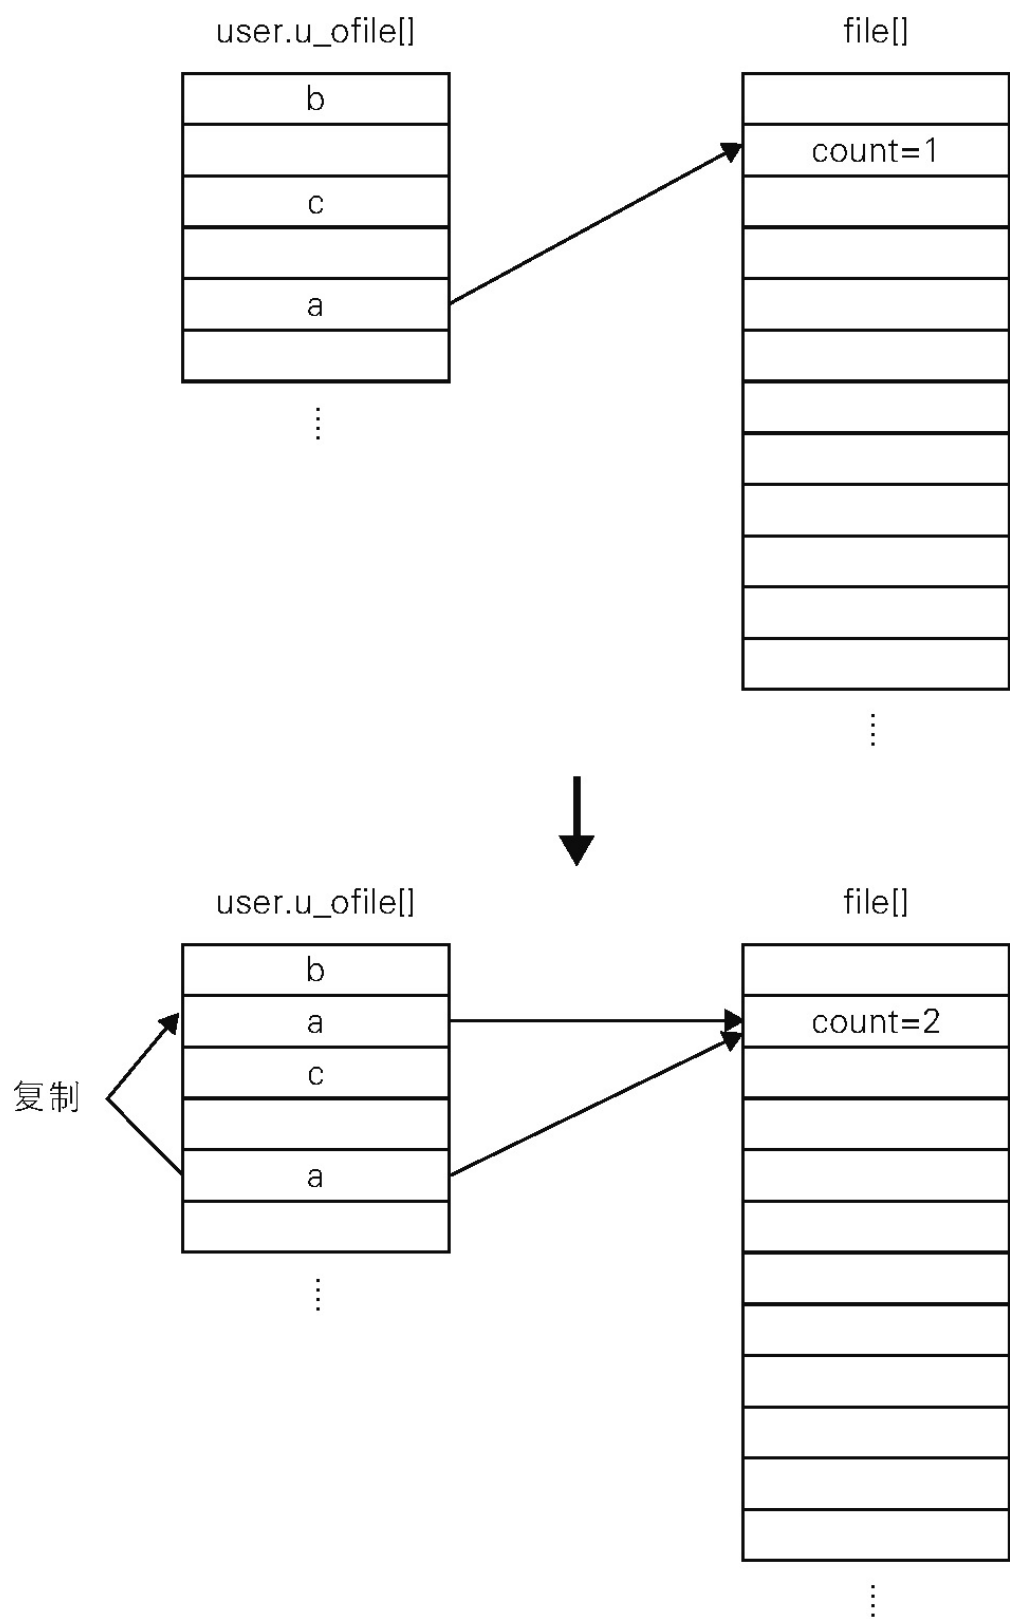 user.u_ofile[] file[]
b
count=1
c
a
⋮
⋮
user.u_ofile[] file[]
b
a count=2
c
复制
a
⋮
⋮